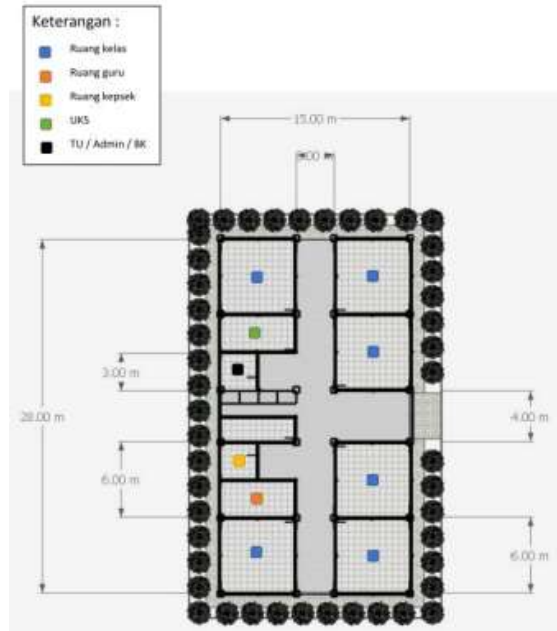 Keterangan :
Ruang kelas
Ruang guru
Ruang kepsek
UKS
TU / Admin / BK
15.00 m
3.00 m
28.00 m
4.00 m
6.00 m
6.00 m